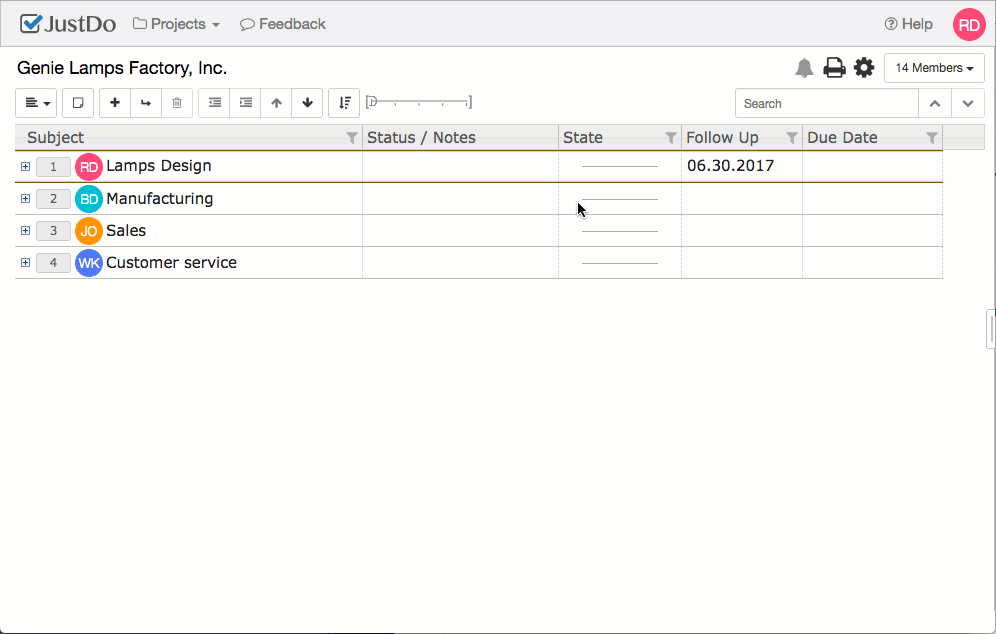 JustDo Projects Feedback Help RD
Genie Lamps Factory, Inc. 14 Members
Search
Subject Status / Notes State Follow Up Due Date
1 RD Lamps Design 06.30.2017
2 BD Manufacturing
3 JO Sales
4 WK Customer service